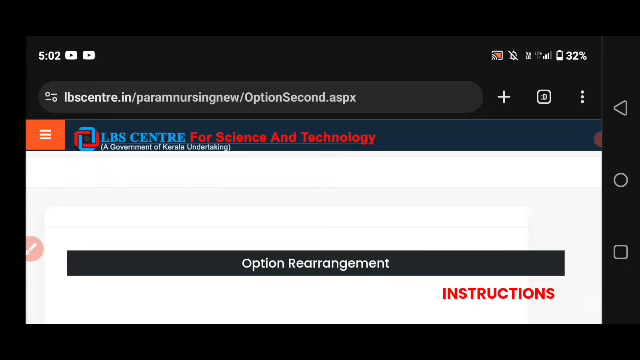 5:02
32%
lbscentre.in/paramnursingnew/OptionSecond.aspx
:D
LBS CENTRE For Science And Technology
(A Government of Kerala Undertaking)
Option Rearrangement
INSTRUCTIONS